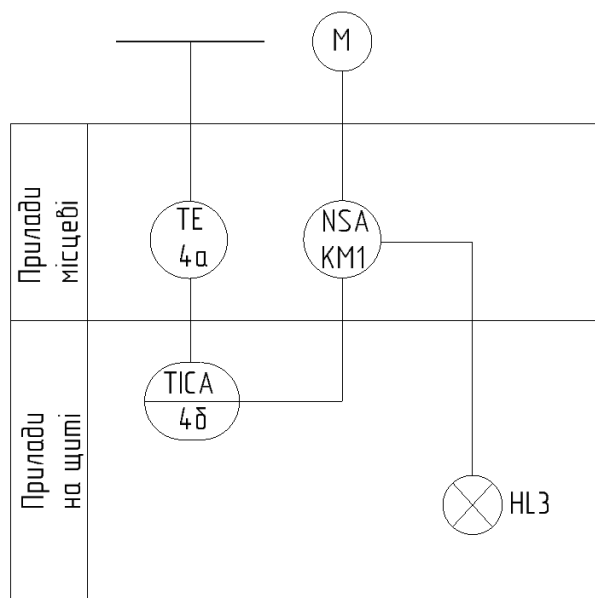 M
Прилади
місцеві
TE
4а
NSA
KM1
Прилади
на щиті
TICA
4б
HL3